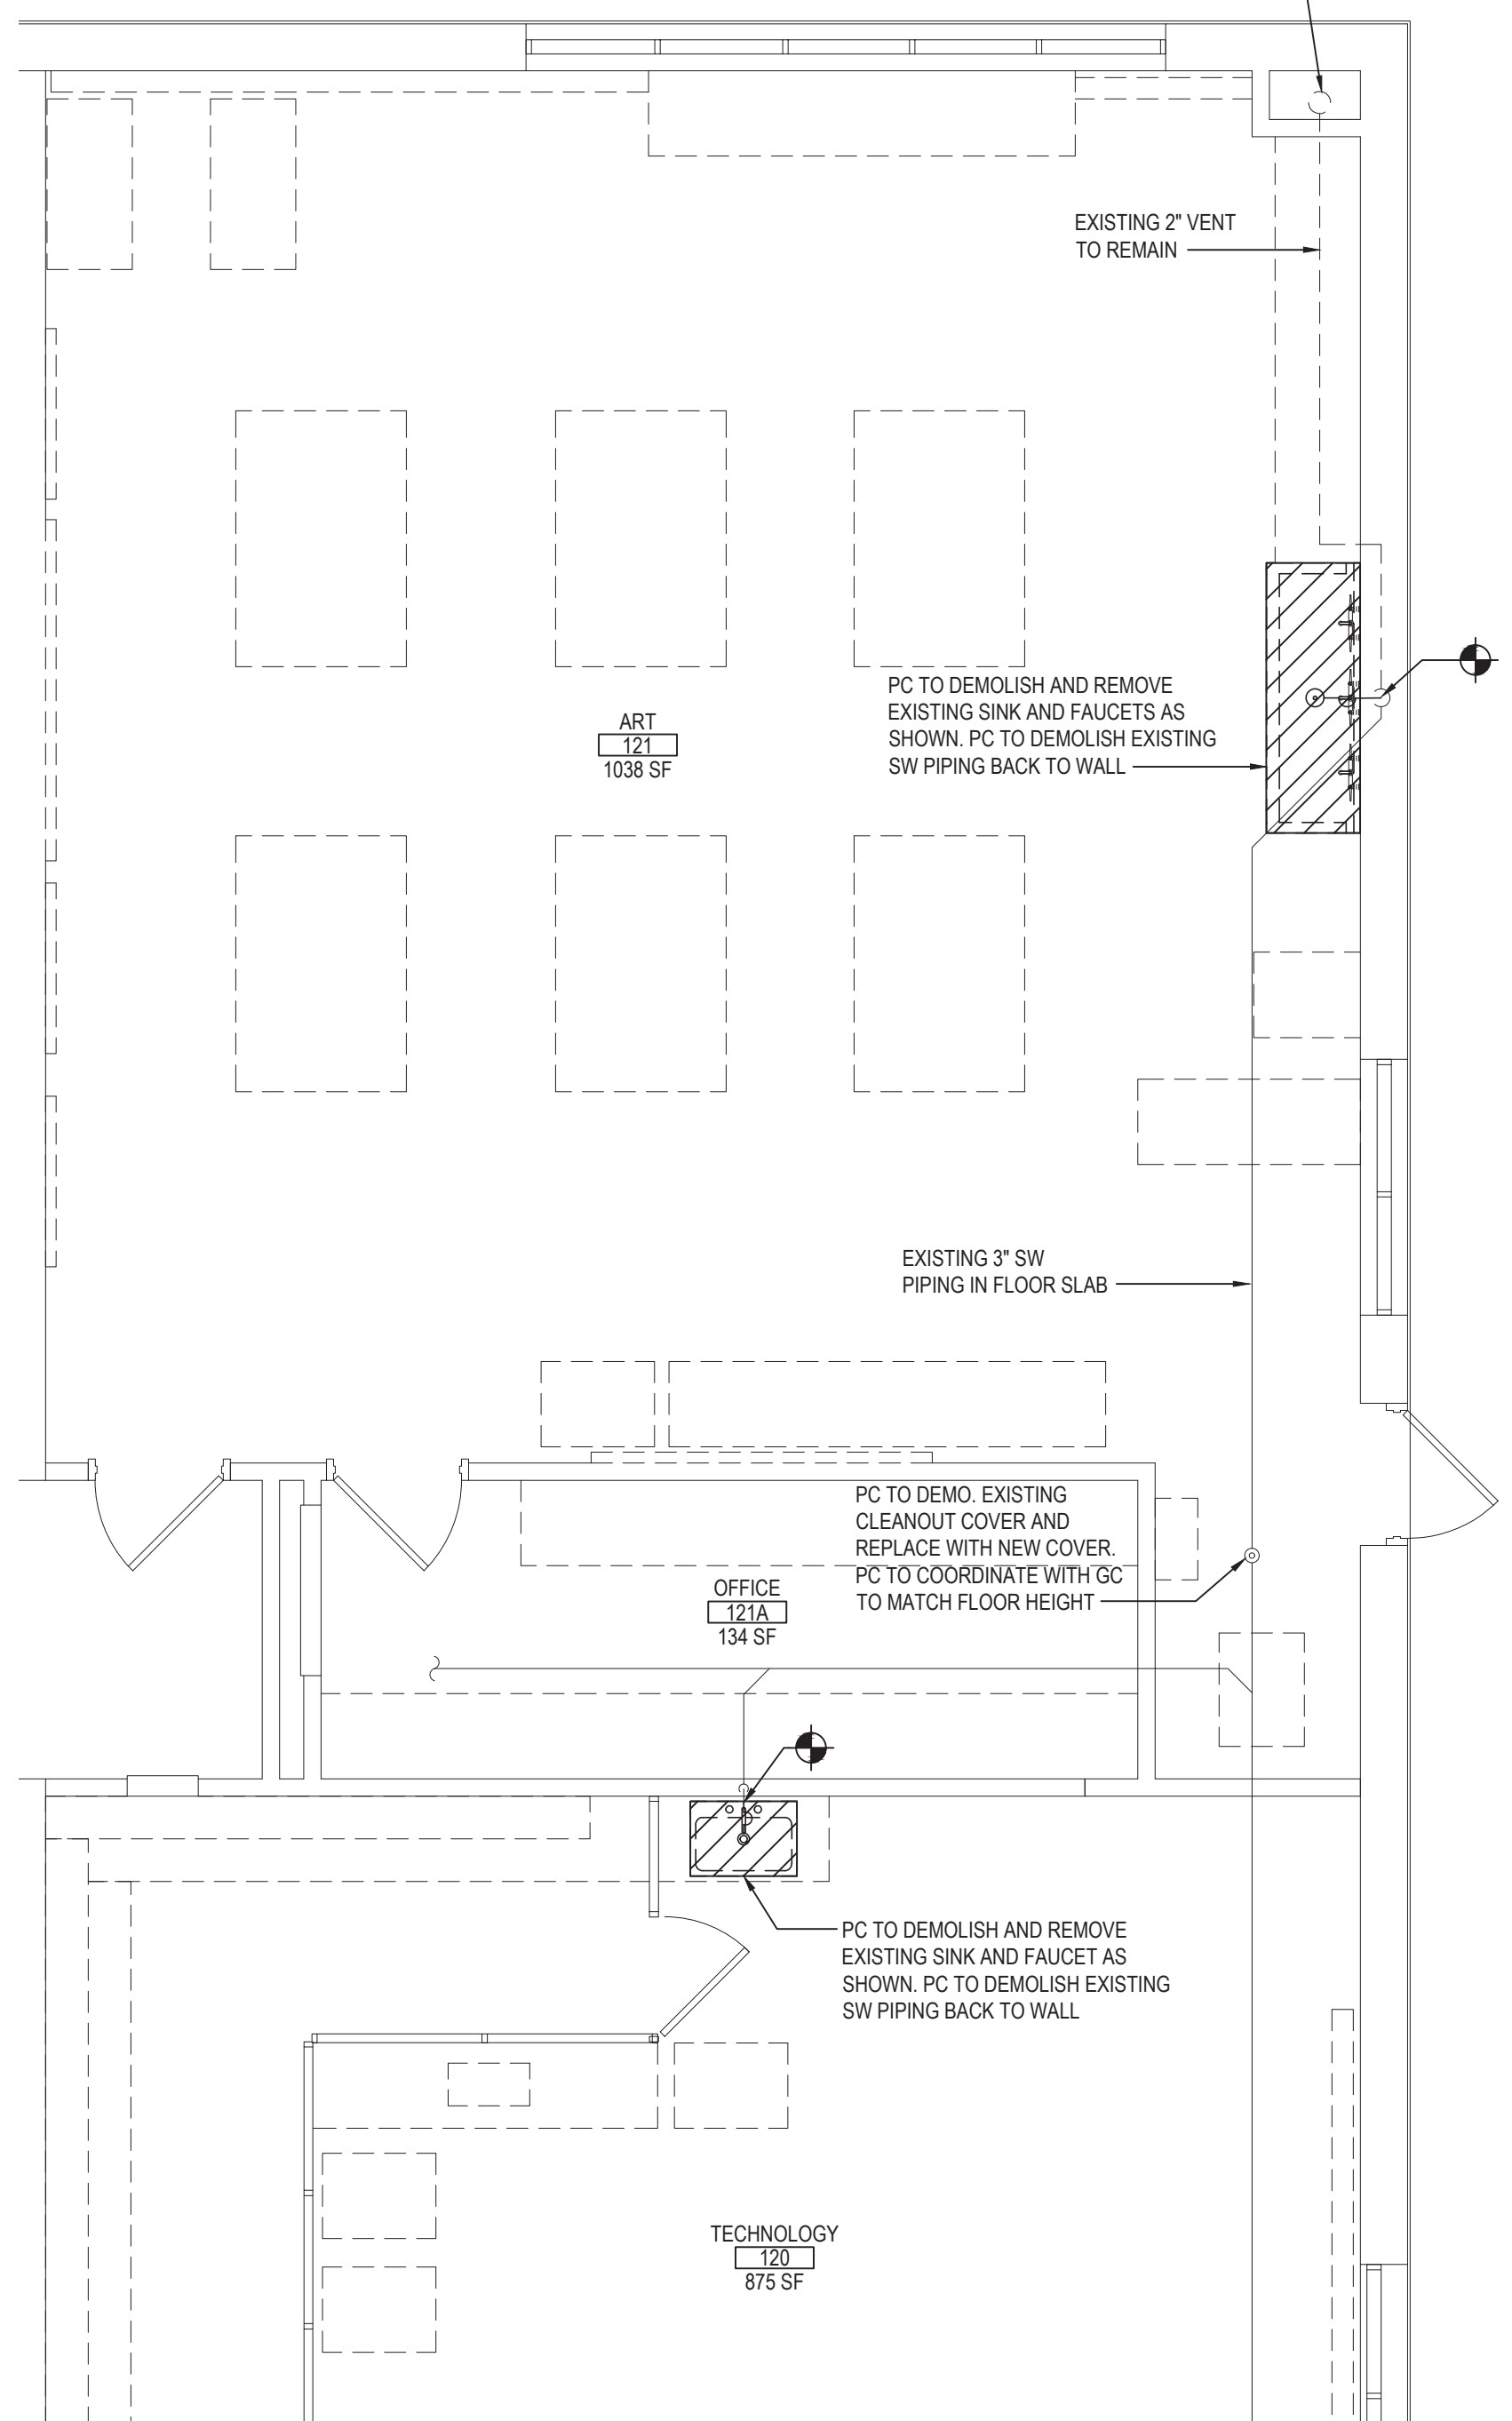 EXISTING 2" VENT
TO REMAIN
PC TO DEMOLISH AND REMOVE
EXISTING SINK AND FAUCETS AS
SHOWN. PC TO DEMOLISH EXISTING
SW PIPING BACK TO WALL
ART
121
1038 SF
EXISTING 3" SW
PIPING IN FLOOR SLAB
PC TO DEMO. EXISTING
CLEANOUT COVER AND
REPLACE WITH NEW COVER.
PC TO COORDINATE WITH GC
TO MATCH FLOOR HEIGHT
OFFICE
121A
134 SF
PC TO DEMOLISH AND REMOVE
EXISTING SINK AND FAUCET AS
SHOWN. PC TO DEMOLISH EXISTING
SW PIPING BACK TO WALL
TECHNOLOGY
120
875 SF